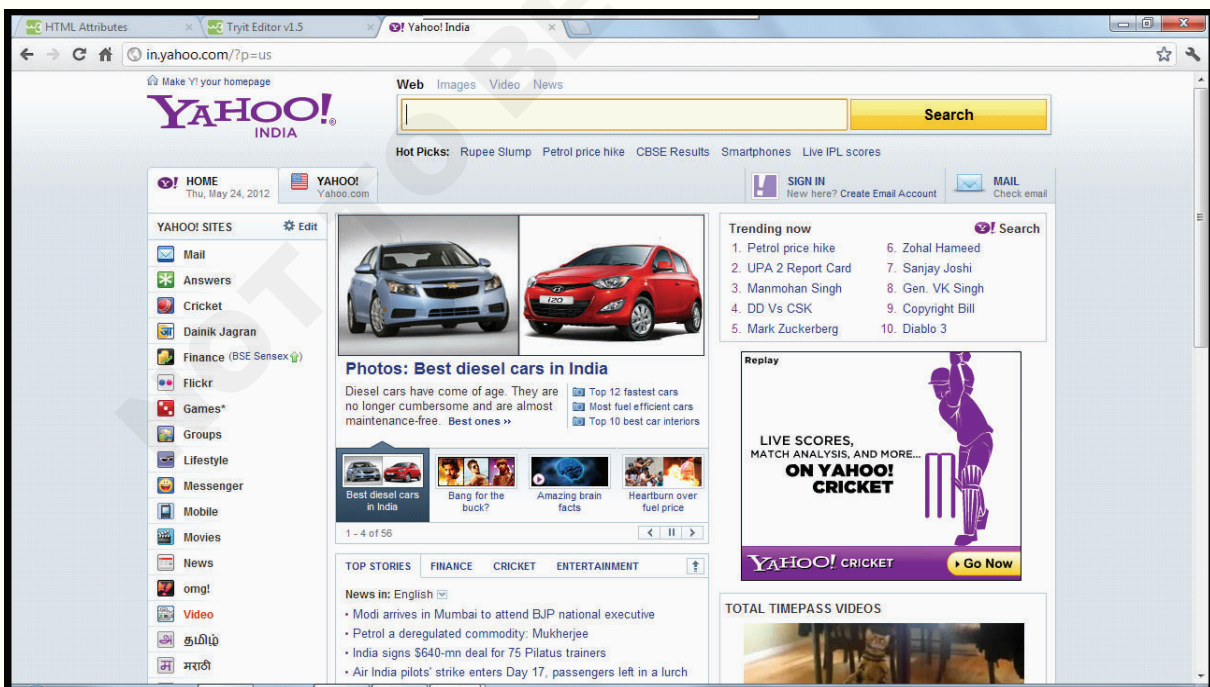 HTML Attributes
Tryit Editor v1.5
Yahoo! India
in.yahoo.com/?p=us
Make Y! your homepage
YAHOO!
INDIA
Web Images Video News
Search
Hot Picks: Rupee Slump Petrol price hike CBSE Results Smartphones Live IPL scores
HOME
Thu, May 24, 2012
YAHOO!
Yahoo.com
SIGN IN
New here? Create Email Account
MAIL
Check email
YAHOO! SITES
Edit
Mail
Answers
Cricket
Dainik Jagran
Finance (BSE Sensex)
Flickr
Games*
Groups
Lifestyle
Messenger
Mobile
Movies
News
omg!
Video
தமிழ்
मराठी
i20
Photos: Best diesel cars in India
Diesel cars have come of age. They are
no longer cumbersome and are almost
maintenance-free. Best ones »
Top 12 fastest cars
Most fuel efficient cars
Top 10 best car interiors
Best diesel cars
in India
Bang for the
buck?
Amazing brain
facts
Heartburn over
fuel price
1 - 4 of 56
TOP STORIES FINANCE CRICKET ENTERTAINMENT
News in: English
• Modi arrives in Mumbai to attend BJP national executive
• Petrol a deregulated commodity: Mukherjee
• India signs $640-mn deal for 75 Pilatus trainers
• Air India pilots' strike enters Day 17, passengers left in a lurch
Trending now
Y! Search
1. Petrol price hike
2. UPA 2 Report Card
3. Manmohan Singh
4. DD Vs CSK
5. Mark Zuckerberg
6. Zohal Hameed
7. Sanjay Joshi
8. Gen. VK Singh
9. Copyright Bill
10. Diablo 3
Replay
LIVE SCORES,
MATCH ANALYSIS, AND MORE...
ON YAHOO!
CRICKET
YAHOO! CRICKET
Go Now
TOTAL TIMEPASS VIDEOS
NOT TO BE